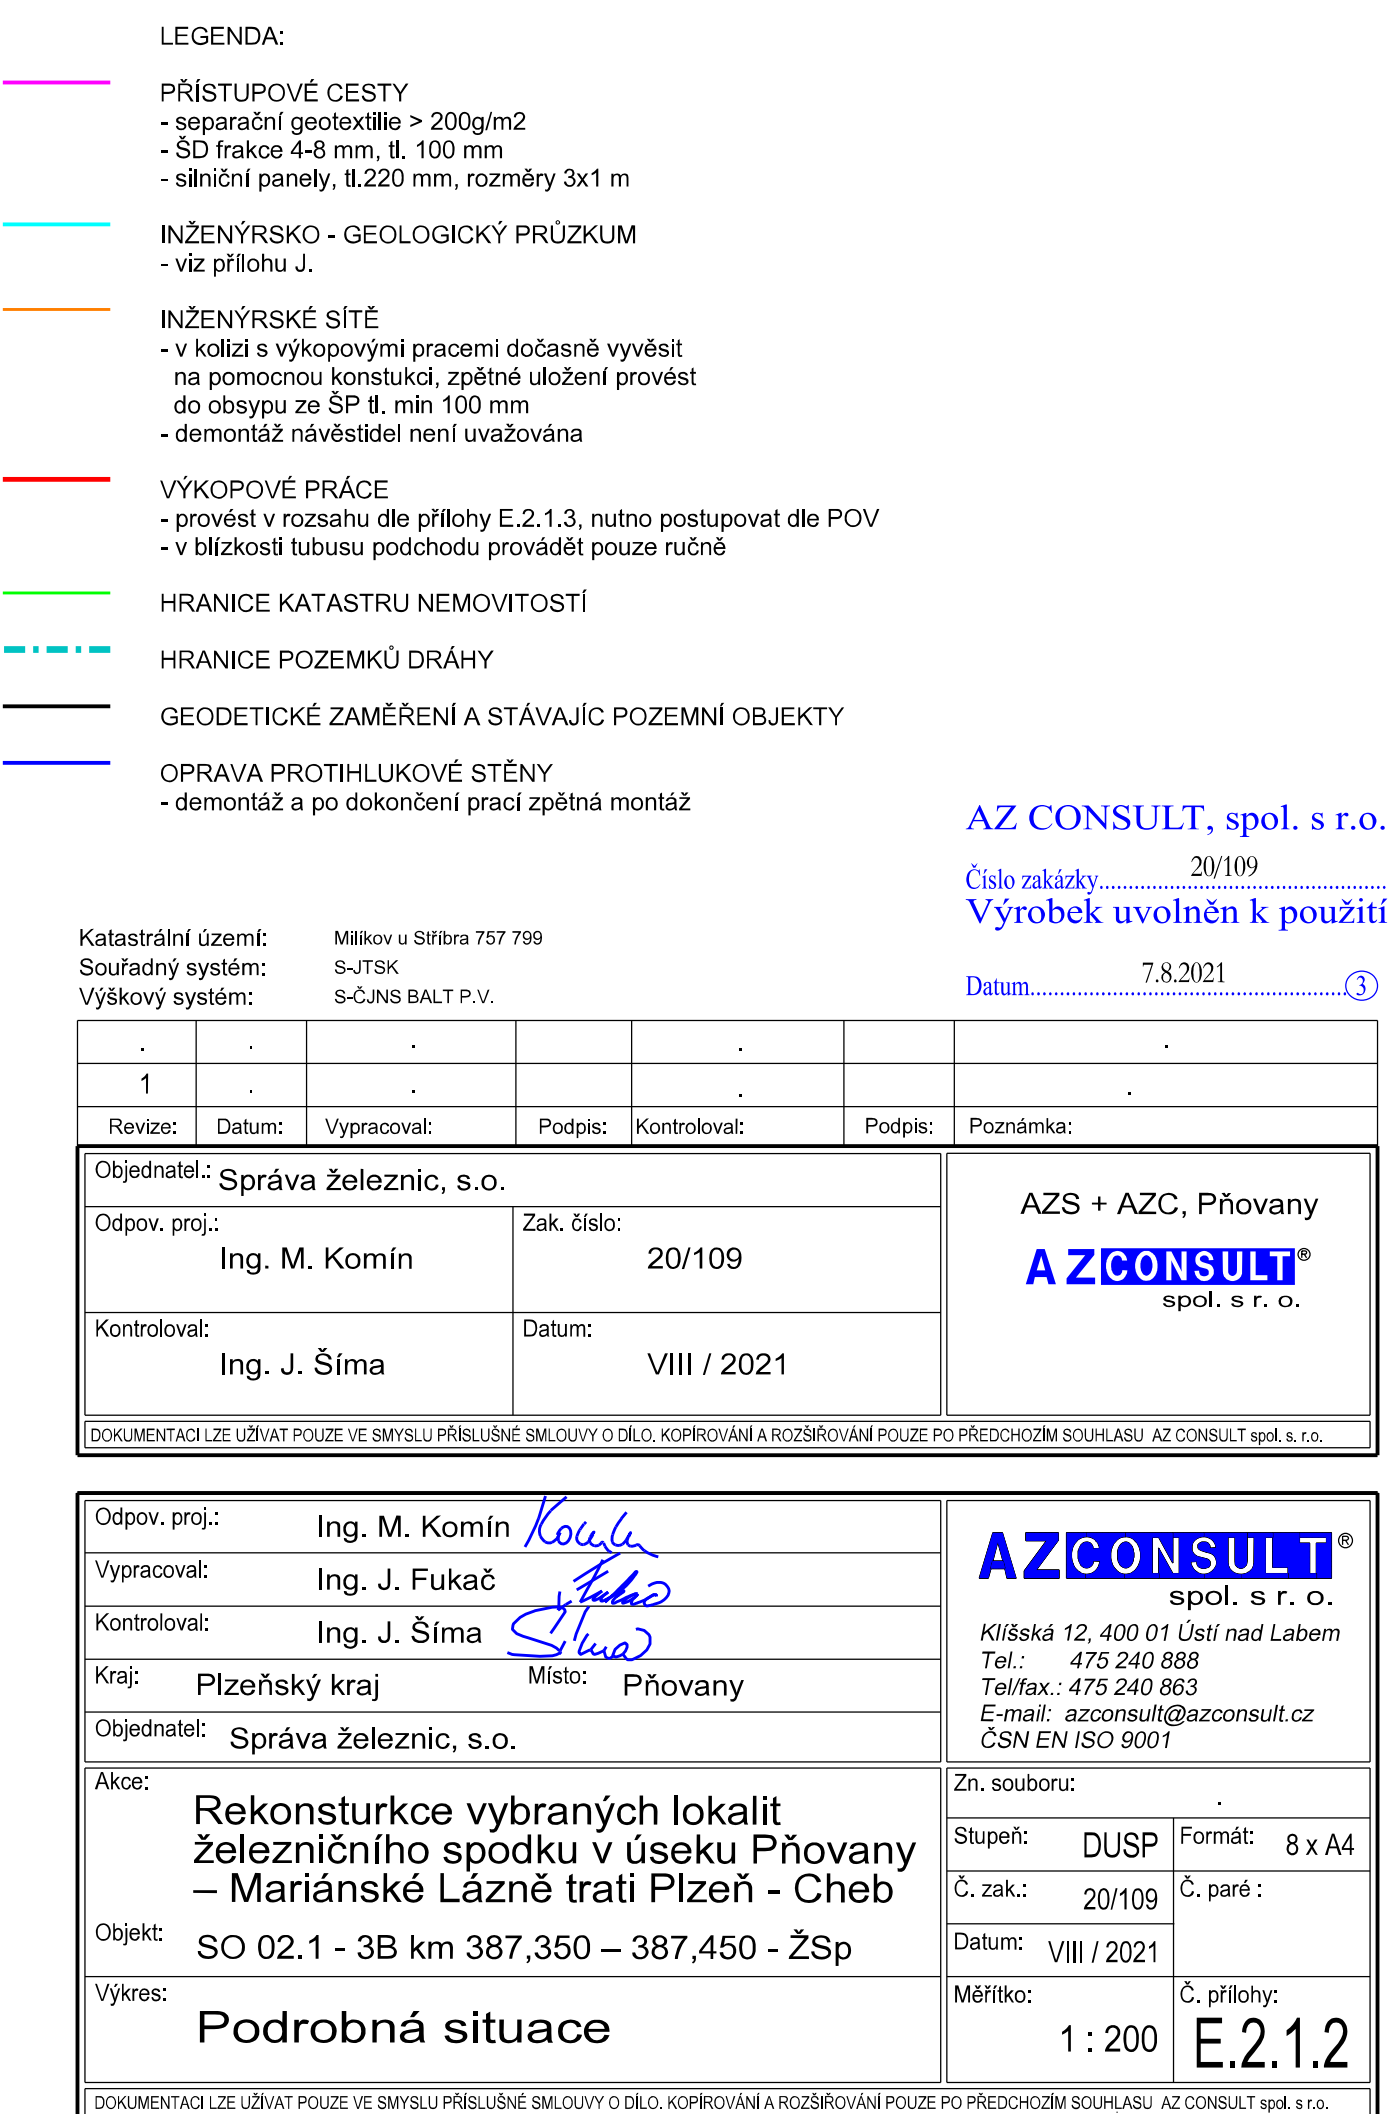 LEGENDA:
PŘÍSTUPOVÉ CESTY
- separační geotextilie > 200g/m2
- ŠD frakce 4-8 mm, tl. 100 mm
- silniční panely, tl.220 mm, rozměry 3x1 m
INŽENÝRSKO - GEOLOGICKÝ PRŮZKUM
- viz přílohu J.
INŽENÝRSKÉ SÍTĚ
- v kolizi s výkopovými pracemi dočasně vyvěsit
na pomocnou konstukci, zpětné uložení provést
do obsypu ze ŠP tl. min 100 mm
- demontáž návěstidel není uvažována
VÝKOPOVÉ PRÁCE
- provést v rozsahu dle přílohy E.2.1.3, nutno postupovat dle POV
- v blízkosti tubusu podchodu provádět pouze ručně
HRANICE KATASTRU NEMOVITOSTÍ
HRANICE POZEMKŮ DRÁHY
GEODETICKÉ ZAMĚŘENÍ A STÁVAJÍC POZEMNÍ OBJEKTY
OPRAVA PROTIHLUKOVÉ STĚNY
- demontáž a po dokončení prací zpětná montáž
AZ CONSULT, spol. s r.o.
Číslo zakázky........20/109........
Výrobek uvolněn k použití
Datum........7.8.2021........3
Katastrální území: Milíkov u Stříbra 757 799
Souřadný systém: S-JTSK
Výškový systém: S-ČJNS BALT P.V.
. . . . .
1 . . . .
Revize: Datum: Vypracoval: Podpis: Kontroloval: Podpis: Poznámka:
Objednatel.: Správa železnic, s.o.
Odpov. proj.: Zak. číslo:
Ing. M. Komín 20/109
Kontroloval: Datum:
Ing. J. Šíma VIII / 2021
AZS + AZC, Pňovany
AZCONSULT®
spol. s r. o.
DOKUMENTACI LZE UŽÍVAT POUZE VE SMYSLU PŘÍSLUŠNÉ SMLOUVY O DÍLO. KOPÍROVÁNÍ A ROZŠIŘOVÁNÍ POUZE PO PŘEDCHOZÍM SOUHLASU AZ CONSULT spol. s. r.o.
Odpov. proj.: Ing. M. Komín Komín
Vypracoval: Ing. J. Fukač Fukač
Kontroloval: Ing. J. Šíma Šíma
Kraj: Plzeňský kraj Místo: Pňovany
Objednatel: Správa železnic, s.o.
AZCONSULT®
spol. s r. o.
Klíšská 12, 400 01 Ústí nad Labem
Tel.: 475 240 888
Tel/fax.: 475 240 863
E-mail: azconsult@azconsult.cz
ČSN EN ISO 9001
Akce:
Rekonsturkce vybraných lokalit
železničního spodku v úseku Pňovany
– Mariánské Lázně trati Plzeň - Cheb
Objekt: SO 02.1 - 3B km 387,350 – 387,450 - ŽSp
Výkres:
Podrobná situace
Zn. souboru: .
Stupeň: DUSP Formát: 8 x A4
Č. zak.: 20/109 Č. paré :
Datum: VIII / 2021
Měřítko: Č. přílohy:
1 : 200 E.2.1.2
DOKUMENTACI LZE UŽÍVAT POUZE VE SMYSLU PŘÍSLUŠNÉ SMLOUVY O DÍLO. KOPÍROVÁNÍ A ROZŠIŘOVÁNÍ POUZE PO PŘEDCHOZÍM SOUHLASU AZ CONSULT spol. s r.o.